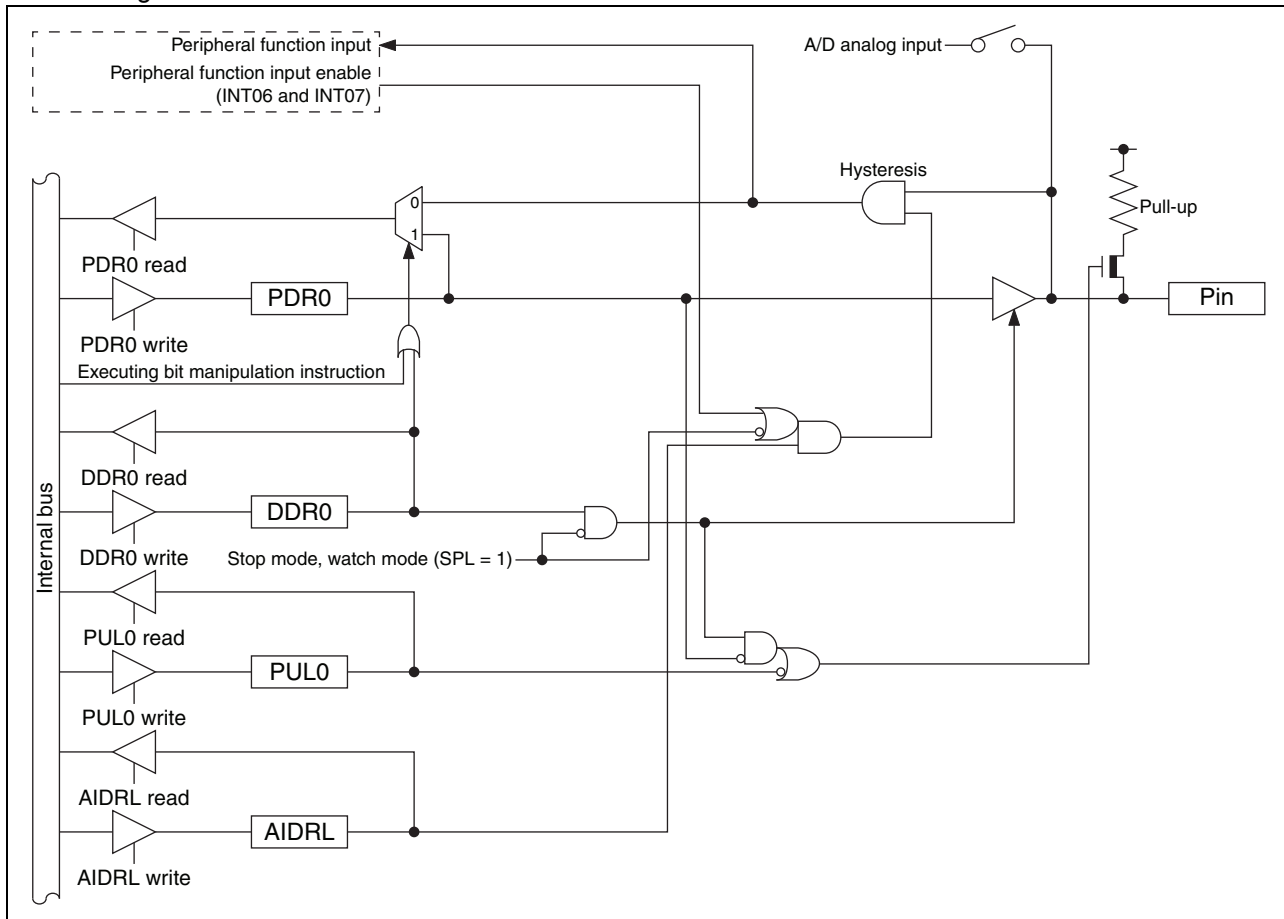 Peripheral function input
A/D analog input
Peripheral function input enable
(INT06 and INT07)
Hysteresis
0
1
Pull-up
PDR0 read
PDR0
Pin
PDR0 write
Executing bit manipulation instruction
DDR0 read
DDR0
DDR0 write
Stop mode, watch mode (SPL = 1)
Internal bus
PUL0 read
PUL0
PUL0 write
AIDRL read
AIDRL
AIDRL write